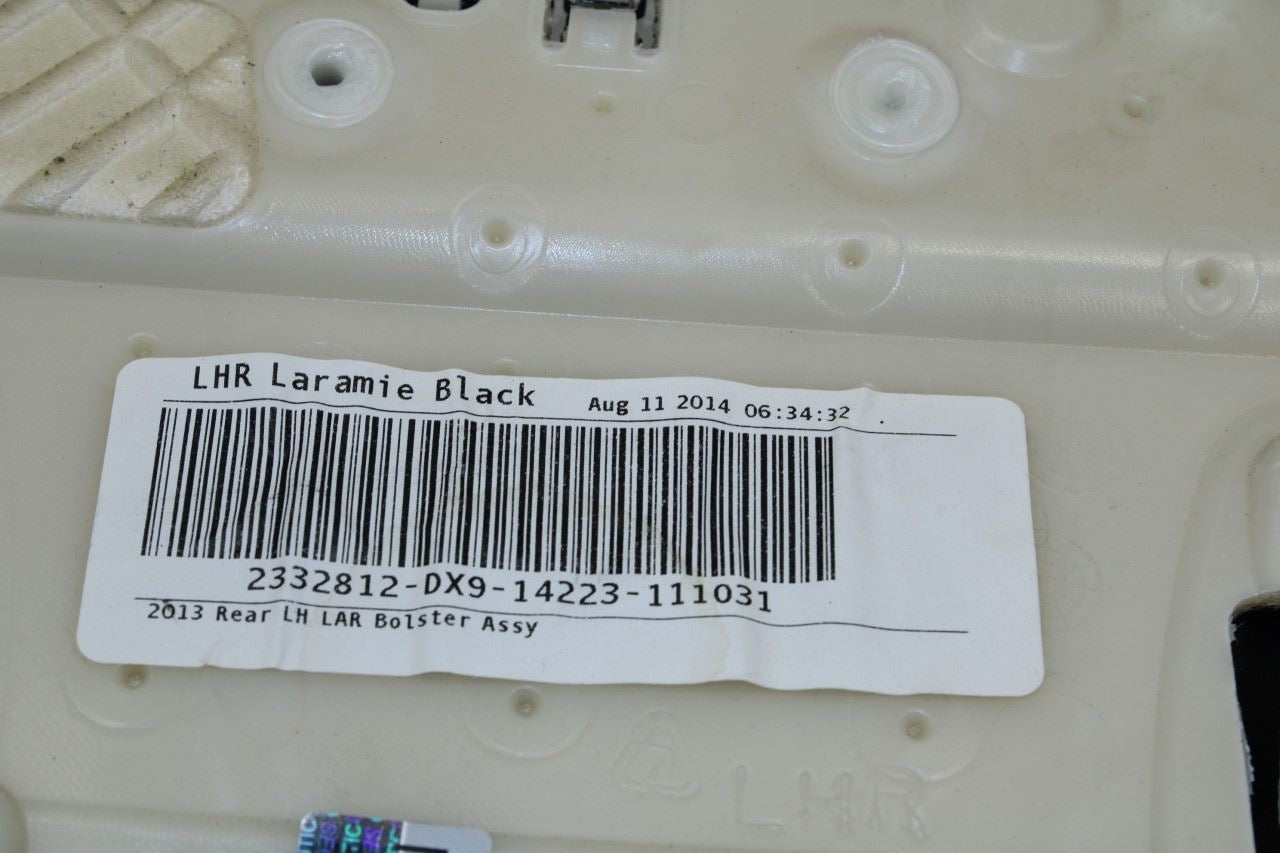 LHR Laramie Black Aug 11 2014 06:34:32
2332812-DX9-14223-111031
2013 Rear LH LAR Bolster Assy
LHR